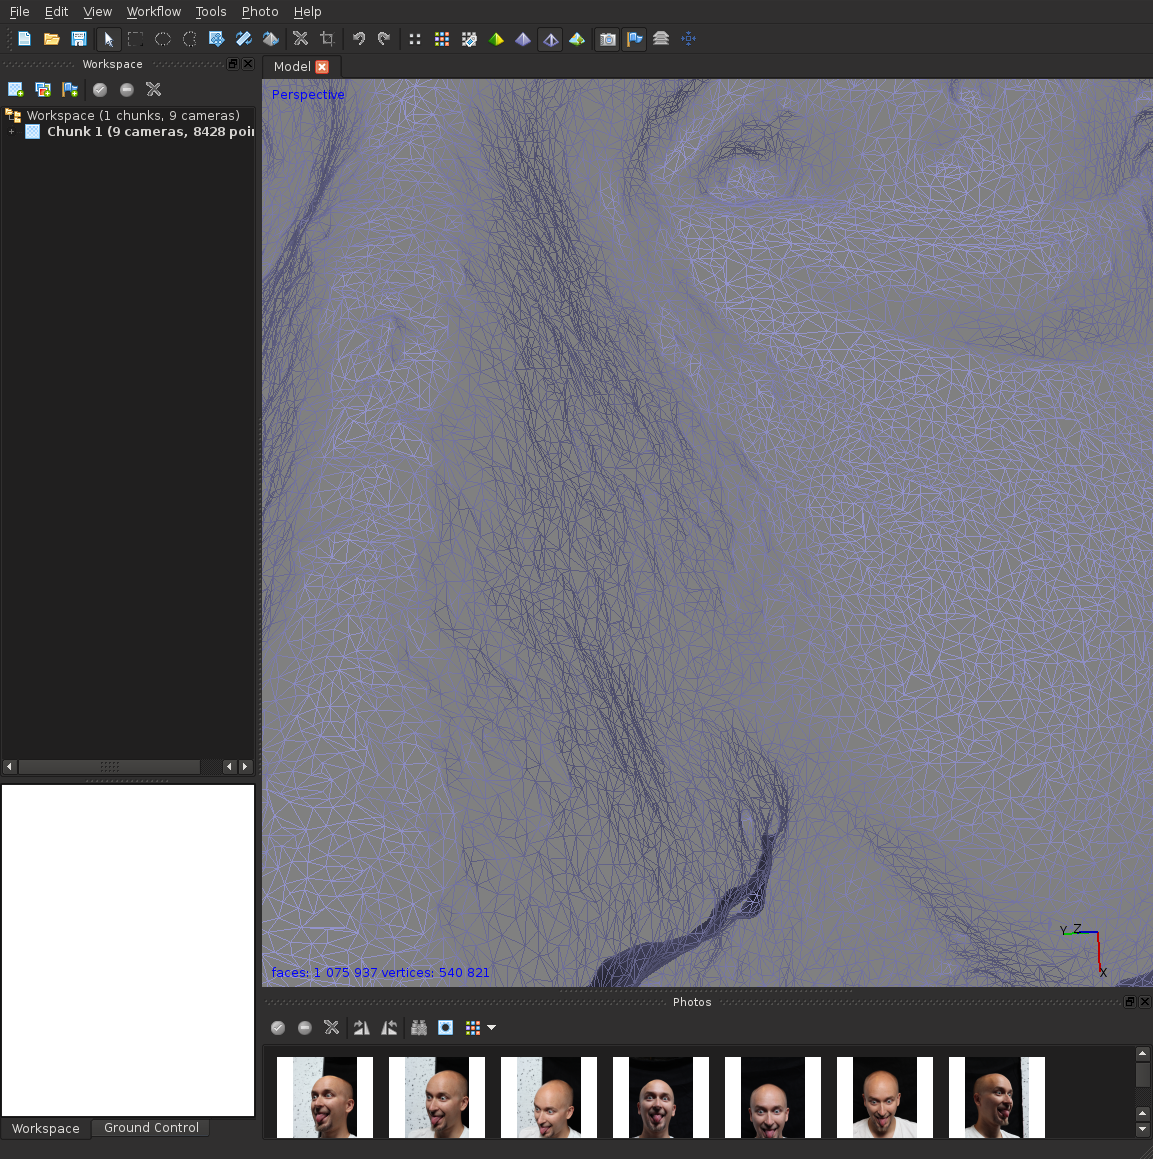 File Edit View Workflow Tools Photo Help
Workspace
Model
Perspective
Workspace (1 chunks, 9 cameras)
Chunk 1 (9 cameras, 8428 poi
Y Z
X
faces: 1 075 937 vertices: 540 821
Photos
Workspace
Ground Control